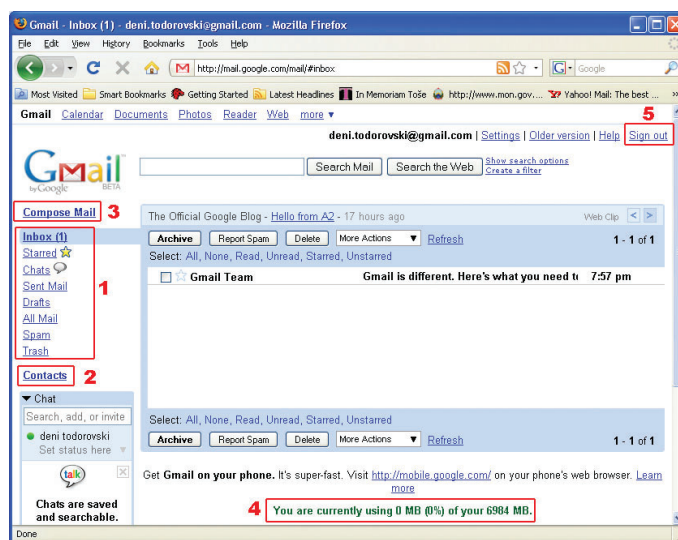 Gmail - Inbox (1) - deni.todorovski@gmail.com - Mozilla Firefox
File Edit View History Bookmarks Tools Help
http://mail.google.com/mail/#inbox
G Google
Most Visited Smart Bookmarks Getting Started Latest Headlines In Memoriam Toše http://www.mon.gov.... Yahoo! Mail: The best ... »
Gmail Calendar Documents Photos Reader Web more ▼
5
deni.todorovski@gmail.com | Settings | Older version | Help | Sign out
Gmail
by Google BETA
Search Mail Search the Web Show search options
Create a filter
Compose Mail 3
The Official Google Blog - Hello from A2 - 17 hours ago Web Clip < >
Inbox (1)
Starred
Chats
Sent Mail
Drafts
All Mail
Spam
Trash
1
Contacts 2
Archive Report Spam Delete More Actions ▼ Refresh 1 - 1 of 1
Select: All, None, Read, Unread, Starred, Unstarred
Gmail Team Gmail is different. Here's what you need to 7:57 pm
▼ Chat
Search, add, or invite
deni todorovski
Set status here ▼
talk
Chats are saved
and searchable.
Select: All, None, Read, Unread, Starred, Unstarred
Archive Report Spam Delete More Actions ▼ Refresh 1 - 1 of 1
Get Gmail on your phone. It's super-fast. Visit http://mobile.google.com/ on your phone's web browser. Learn
more
4 You are currently using 0 MB (0%) of your 6984 MB.
Done